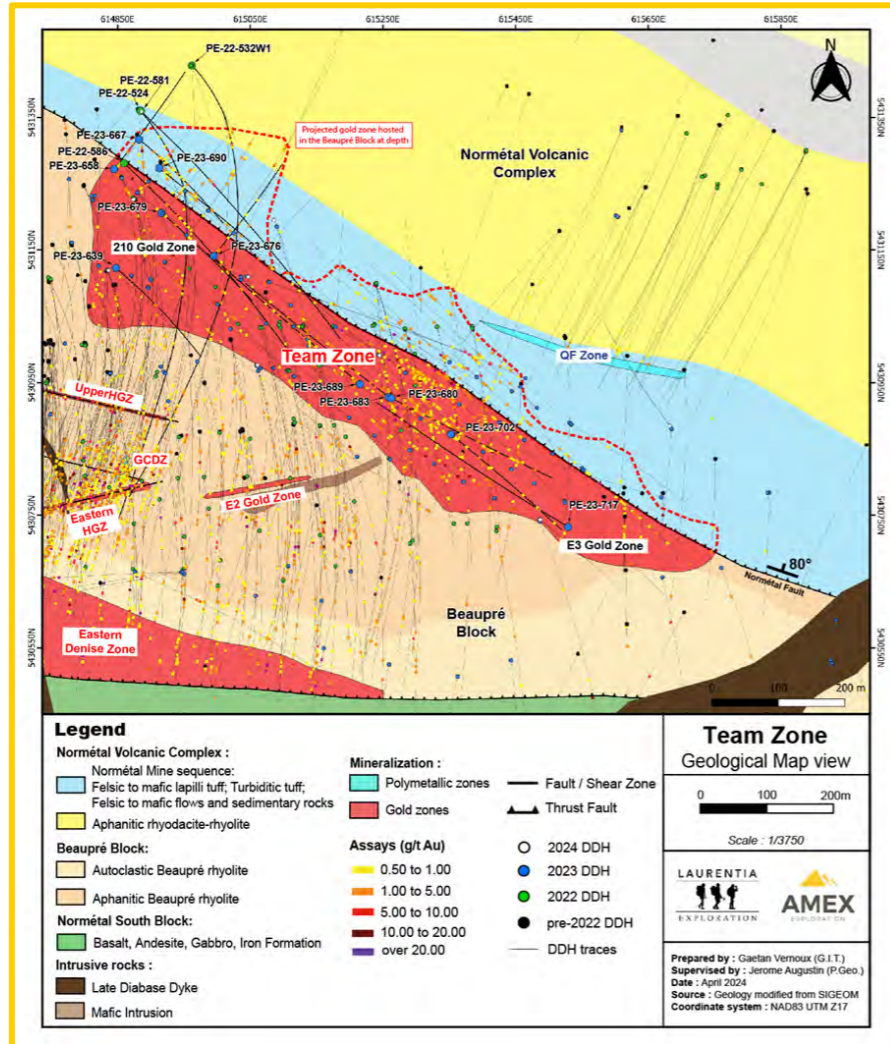 614850E 615050E 615250E 615450E 615650E 615850E
PE-22-532W1
N
PE-22-581
PE-22-524
5431350N
5431350N
PE-23-667
Projected gold zone hosted
in the Beaupré Block at depth
PE-22-586
PE-23-690
PE-23-658
Normétal Volcanic
Complex
PE-23-679
210 Gold Zone
PE-23-676
5431150N
5431150N
PE-23-639
Team Zone
QF Zone
PE-23-689
PE-23-680
PE-23-683
5430950N
5430950N
UpperHGZ
PE-23-702
GCDZ
E2 Gold Zone
Eastern
HGZ
PE-23-717
5430750N
5430750N
E3 Gold Zone
80°
Normétal Fault
Beaupré
Block
Eastern
Denise Zone
5430550N
5430550N
0 100 200 m
Legend
Normétal Volcanic Complex :
Normétal Mine sequence:
Felsic to mafic lapilli tuff; Turbiditic tuff;
Felsic to mafic flows and sedimentary rocks
Aphanitic rhyodacite-rhyolite
Beaupré Block:
Autoclastic Beaupré rhyolite
Aphanitic Beaupré rhyolite
Normétal South Block:
Basalt, Andesite, Gabbro, Iron Formation
Intrusive rocks :
Late Diabase Dyke
Mafic Intrusion
Mineralization :
Polymetallic zones
Gold zones
Fault / Shear Zone
Thrust Fault
Assays (g/t Au)
0.50 to 1.00
1.00 to 5.00
5.00 to 10.00
10.00 to 20.00
over 20.00
2024 DDH
2023 DDH
2022 DDH
pre-2022 DDH
DDH traces
Team Zone
Geological Map view
0 100 200m
Scale : 1/3750
LAURENTIA
EXPLORATION
AMEX
EXPLORATION
Prepared by : Gaetan Vernoux (G.I.T.)
Supervised by : Jerome Augustin (P.Geo.)
Date : April 2024
Source : Geology modified from SIGEOM
Coordinate system : NAD83 UTM Z17